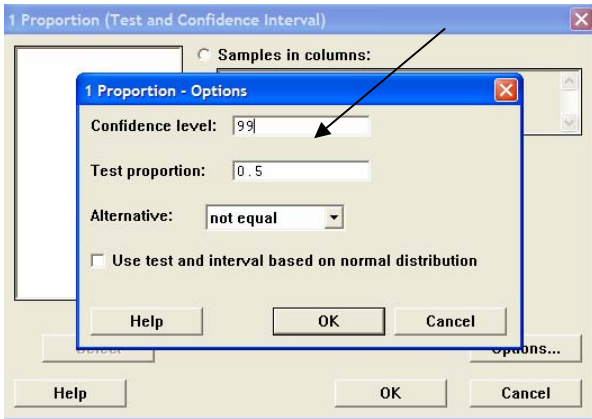 1 Proportion (Test and Confidence Interval)
Samples in columns:
1 Proportion - Options
Confidence level: 99
Test proportion: 0.5
Alternative: not equal
Use test and interval based on normal distribution
Help OK Cancel
Select Options...
Help OK Cancel